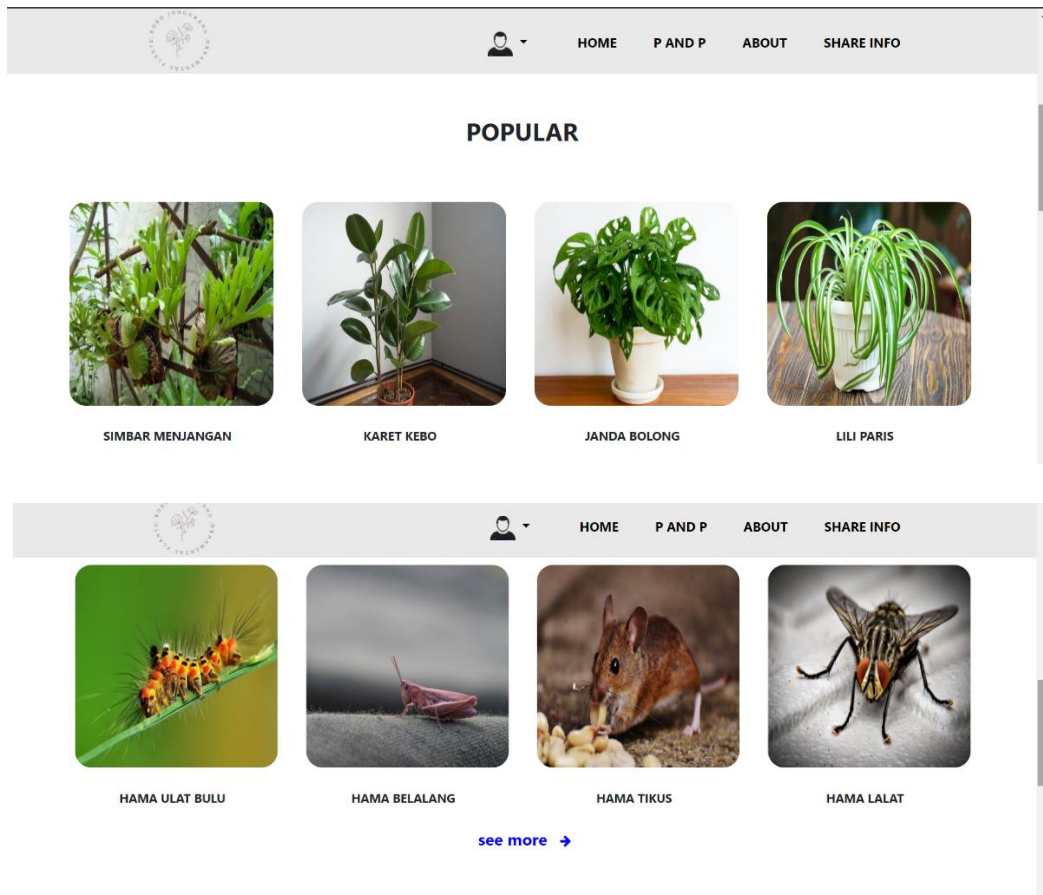 HOME P AND P ABOUT SHARE INFO
POPULAR
SIMBAR MENJANGAN KARET KEBO JANDA BOLONG LILI PARIS
HOME P AND P ABOUT SHARE INFO
HAMA ULAT BULU HAMA BELALANG HAMA TIKUS HAMA LALAT
see more